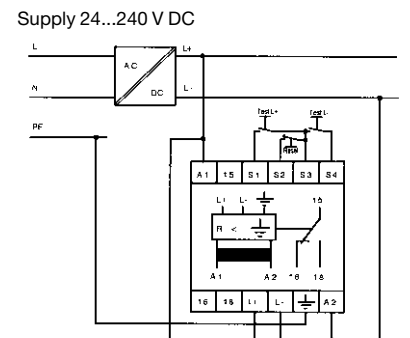 Supply 24...240 V DC
L L+
AC
DC
N L-
PE
Test L+ Test L-
Reset
A1 15 S1 S2 S3 S4
L+ L- 15
R <
A1 A2 16 18
16 18 L+ L- A2